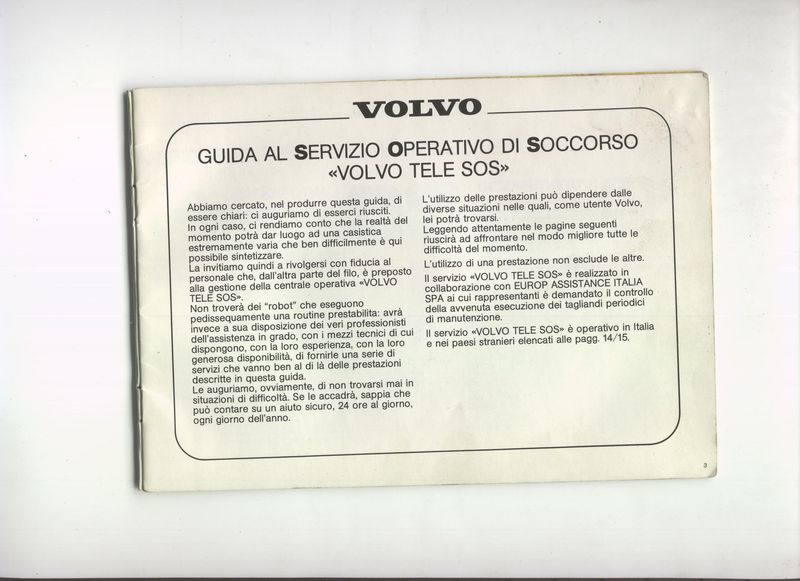 VOLVO
GUIDA AL SERVIZIO OPERATIVO DI SOCCORSO
«VOLVO TELE SOS»
Abbiamo cercato, nel produrre questa guida, di
essere chiari: ci auguriamo di esserci riusciti.
In ogni caso, ci rendiamo conto che la realtà del
momento potrà dar luogo ad una casistica
estremamente varia che ben difficilmente è qui
possibile sintetizzare.
La invitiamo quindi a rivolgersi con fiducia al
personale che, dall'altra parte del filo, è preposto
alla gestione della centrale operativa «VOLVO
TELE SOS».
Non troverà dei "robot" che eseguono
pedissequamente una routine prestabilita: avrà
invece a sua disposizione dei veri professionisti
dell'assistenza in grado, con i mezzi tecnici di cui
dispongono, con la loro esperienza, con la loro
generosa disponibilità, di fornirle una serie di
servizi che vanno ben al di là delle prestazioni
descritte in questa guida.
Le auguriamo, ovviamente, di non trovarsi mai in
situazioni di difficoltà. Se le accadrà, sappia che
può contare su un aiuto sicuro, 24 ore al giorno,
ogni giorno dell'anno.
L'utilizzo delle prestazioni può dipendere dalle
diverse situazioni nelle quali, come utente Volvo,
lei potrà trovarsi.
Leggendo attentamente le pagine seguenti
riuscirà ad affrontare nel modo migliore tutte le
difficoltà del momento.
L'utilizzo di una prestazione non esclude le altre.
Il servizio «VOLVO TELE SOS» è realizzato in
collaborazione con EUROP ASSISTANCE ITALIA
SPA ai cui rappresentanti è demandato il controllo
della avvenuta esecuzione dei tagliandi periodici
di manutenzione.
Il servizio «VOLVO TELE SOS» è operativo in Italia
e nei paesi stranieri elencati alle pagg. 14/15.
3